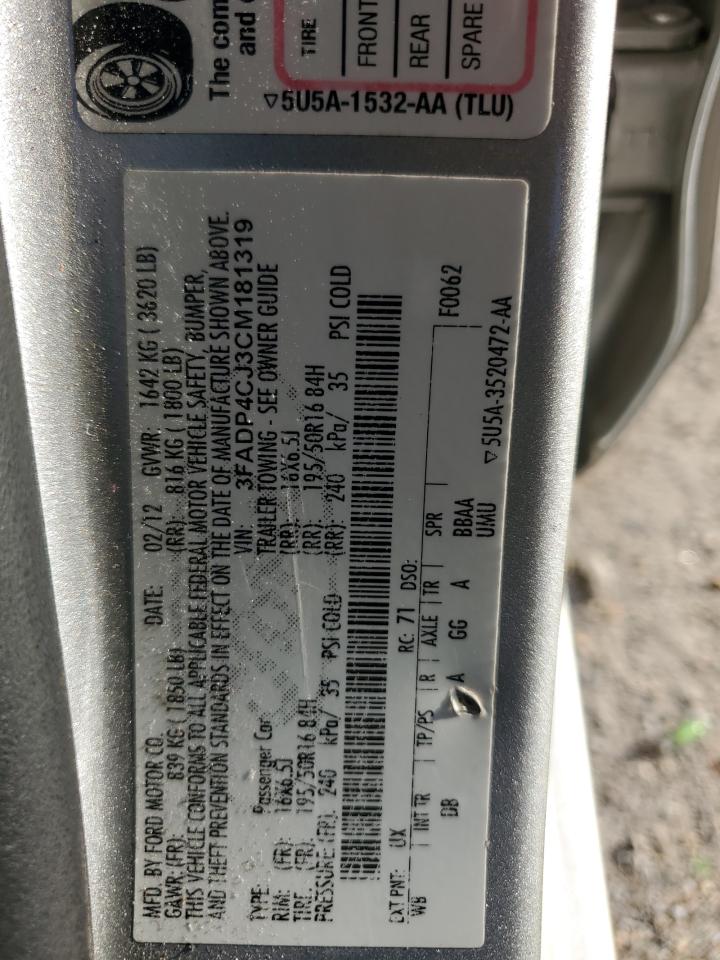 The com
and o
TIRE
FRONT
REAR
SPARE
▽5U5A-1532-AA (TLU)
MFD. BY FORD MOTOR CO. DATE: 02/12 GVWR: 1642 KG ( 3620 LB)
GAWR: (FR): 839 KG ( 1850 LB) (RR): 816 KG ( 1800 LB)
THIS VEHICLE CONFORMS TO ALL APPLICABLE FEDERAL MOTOR VEHICLE SAFETY, BUMPER,
AND THEFT PREVENTION STANDARDS IN EFFECT ON THE DATE OF MANUFACTURE SHOWN ABOVE.
VIN: 3FADP4CJ3CM181319
TYPE: Passenger Car TRAILER TOWING - SEE OWNER GUIDE
RIM: (FR): 16X6.5J (RR): 16X6.5J
TIRE: (FR): 195/50R16 84H (RR): 195/50R16 84H
PRESSURE: (FR): 240 kPa/ 35 PSI COLD (RR): 240 kPa/ 35 PSI COLD
EXT PNT: UX RC: 71 DSO: F0062
WB INT TR TP/PS R AXLE TR SPR
DB A GG A BBAA
UMU
▽5U5A-3520472-AA